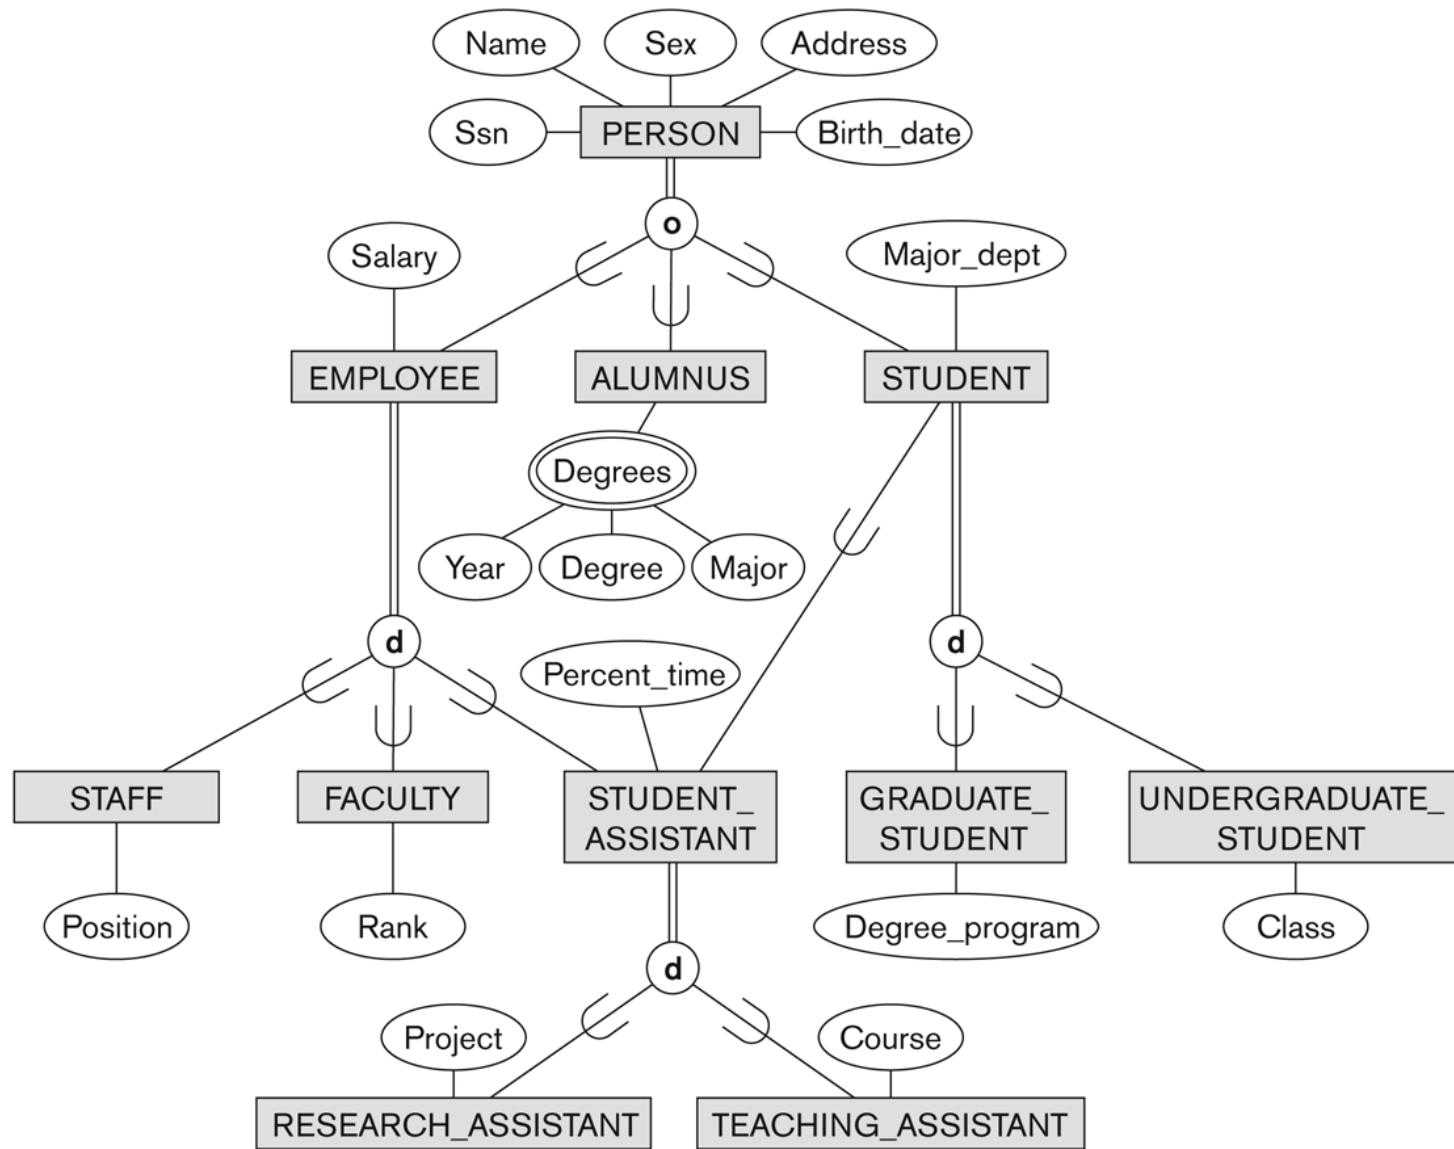 Name
Sex
Address
Ssn
PERSON
Birth_date
o
Salary
Major_dept
EMPLOYEE
ALUMNUS
STUDENT
Degrees
Year
Degree
Major
d
d
Percent_time
STAFF
FACULTY
STUDENT_
ASSISTANT
GRADUATE_
STUDENT
UNDERGRADUATE_
STUDENT
Position
Rank
Degree_program
Class
d
Project
Course
RESEARCH_ASSISTANT
TEACHING_ASSISTANT